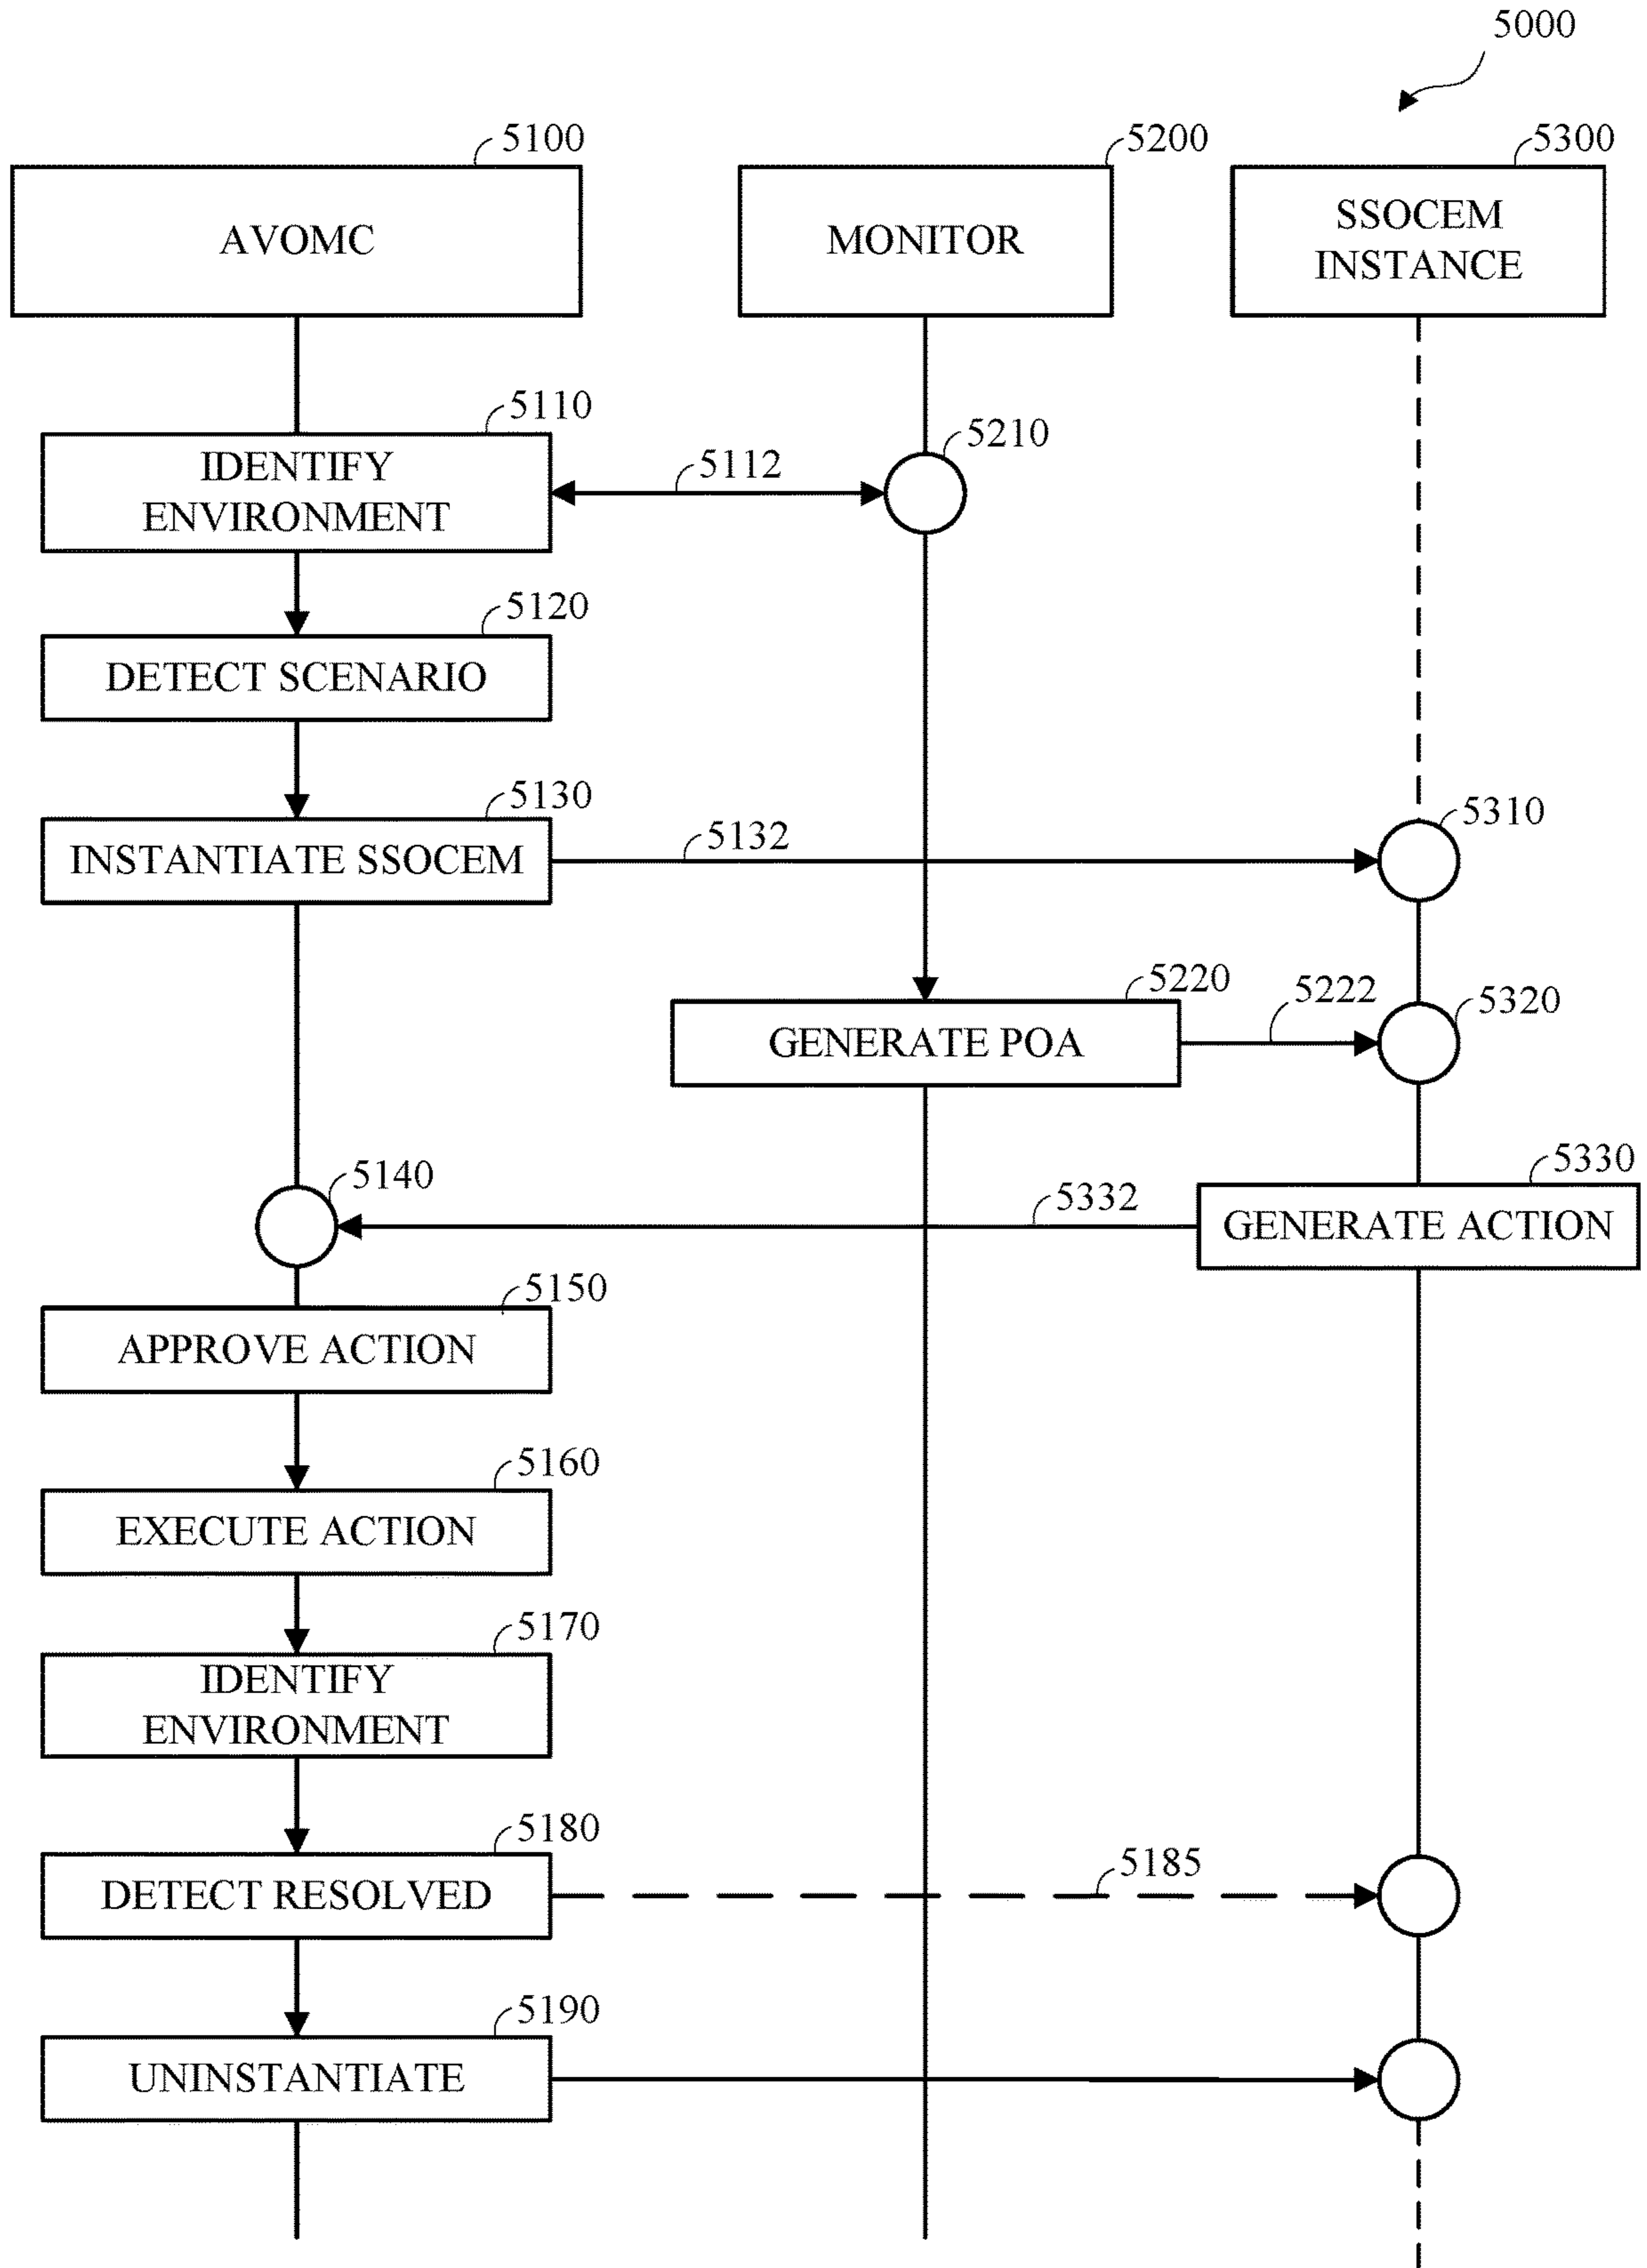 5000
5100
5200
5300
AVOMC
MONITOR
SSOCEM
INSTANCE
5110
IDENTIFY
ENVIRONMENT
5112
5210
5120
DETECT SCENARIO
5130
INSTANTIATE SSOCEM
5132
5310
5220
GENERATE POA
5222
5320
5140
5332
5330
GENERATE ACTION
5150
APPROVE ACTION
5160
EXECUTE ACTION
5170
IDENTIFY
ENVIRONMENT
5180
DETECT RESOLVED
5185
5190
UNINSTANTIATE